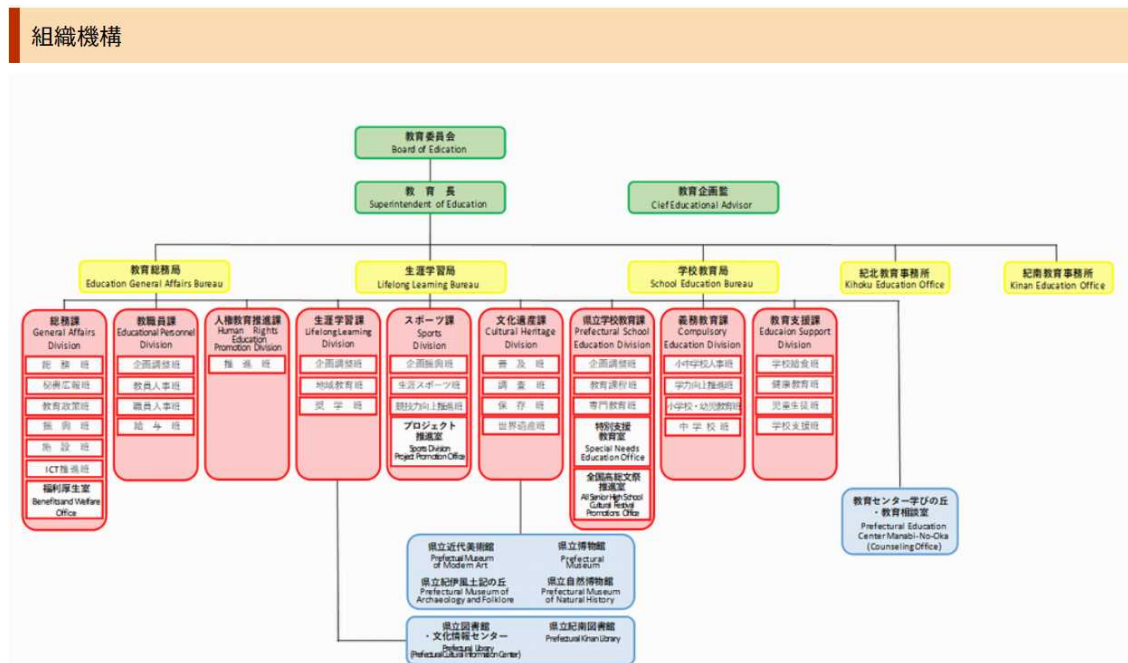 組織機構
教育委員会
Board of Edication
教 育 長
Superintendent of Education
教育企画監
Cief Educational Advisor
教育総務局
Education General Affairs Bureau
生涯学習局
Lifelong Learning Bureau
学校教育局
School Education Bureau
紀北教育事務所
Kihoku Education Office
紀南教育事務所
Kinan Education Office
総務課
General Affairs
Division
総 務 班
秘書広報班
教育政策班
振 興 班
施 設 班
ICT推進班
福利厚生室
Benefits and Welfare
Office
教職員課
Educational Personnel
Division
企画調整班
教員人事班
職員人事班
給 与 班
人権教育推進課
Human Rights
Education
Promotion Division
推 進 班
生涯学習課
Lifelong Learning
Division
企画調整班
地域教育班
奨 学 班
スポーツ課
Sports
Division
企画振興班
生涯スポーツ班
競技力向上推進班
プロジェクト
推進室
Sports Division
Project Promotion Office
文化遺産課
Cultural Heritage
Division
普 及 班
調 査 班
保 存 班
世界遺産班
県立学校教育課
Prefectural School
Education Division
企画調整班
教育課程班
専門教育班
特別支援
教育室
Special Needs
Education Office
全国高総文祭
推進室
All Senior High School
Cultural Festival
Promotions Office
義務教育課
Compulsory
Education Division
小中学校人事班
学力向上推進班
小学校・幼児教育班
中 学 校 班
教育支援課
Educaion Support
Division
学校給食班
健康教育班
児童生徒班
学校支援班
教育センター学びの丘
・教育相談室
Prefectural Education
Center Manabi-No-Oka
(Counseling Office)
県立近代美術館
Prefectual Museum
of Modern Art
県立博物館
Prefectural
Museum
県立紀伊風土記の丘
Prefectural Museum of
Archaeology and Folklore
県立自然博物館
Prefectural Museum
of Natural History
県立図書館
・文化情報センター
Prefectural Library
(Prefectural Cultural Information Center)
県立紀南図書館
Prefectural Kinan Library